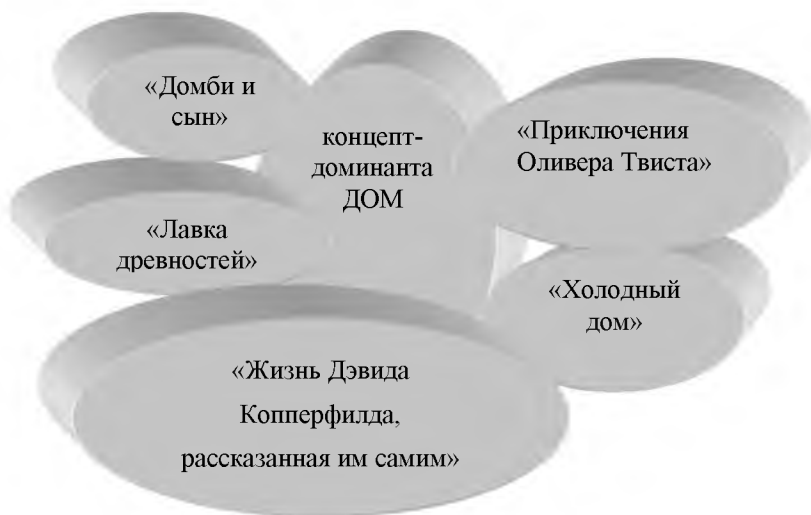 «Домби и
сын»
концепт-
доминанта
ДОМ
«Приключения
Оливера Твиста»
«Лавка
древностей»
«Холодный
дом»
«Жизнь Дэвида
Копперфилда,
рассказанная им самим»